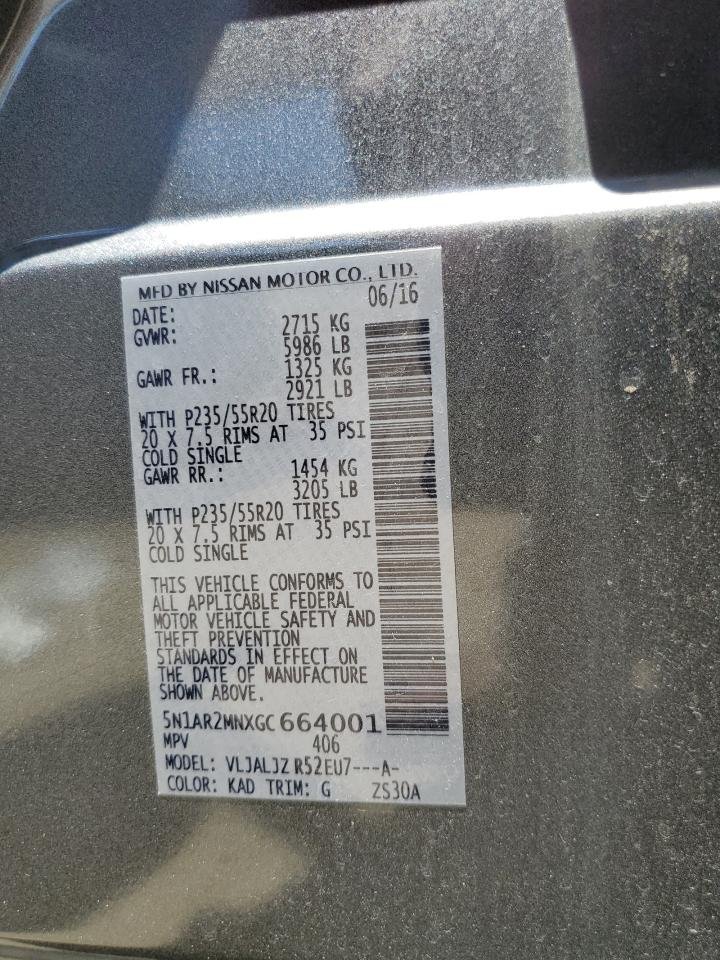 MFD BY NISSAN MOTOR CO., LTD.
DATE: 06/16
GVWR: 2715 KG
5986 LB
GAWR FR.: 1325 KG
2921 LB
WITH P235/55R20 TIRES
20 X 7.5 RIMS AT 35 PSI
COLD SINGLE
GAWR RR.: 1454 KG
3205 LB
WITH P235/55R20 TIRES
20 X 7.5 RIMS AT 35 PSI
COLD SINGLE
THIS VEHICLE CONFORMS TO
ALL APPLICABLE FEDERAL
MOTOR VEHICLE SAFETY AND
THEFT PREVENTION
STANDARDS IN EFFECT ON
THE DATE OF MANUFACTURE
SHOWN ABOVE.
5N1AR2MNXGC664001
MPV 406
MODEL: VLJALJZ R52EU7---A-
COLOR: KAD TRIM: G ZS30A